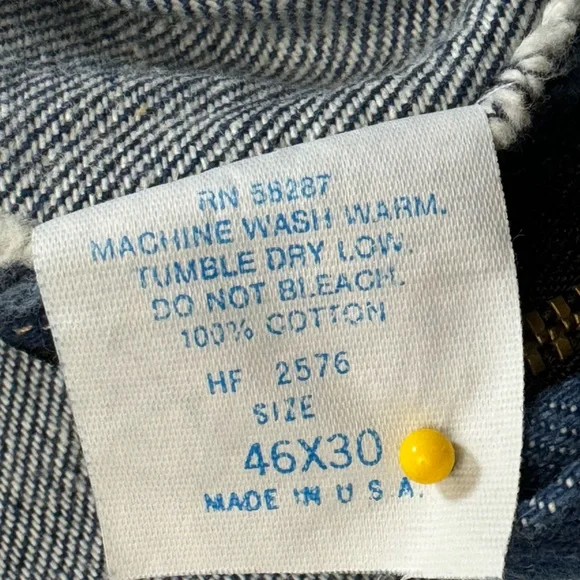 RN 58287
MACHINE WASH WARM.
TUMBLE DRY LOW.
DO NOT BLEACH.
100% COTTON
HF 2576
SIZE
46X30
MADE IN U S A.